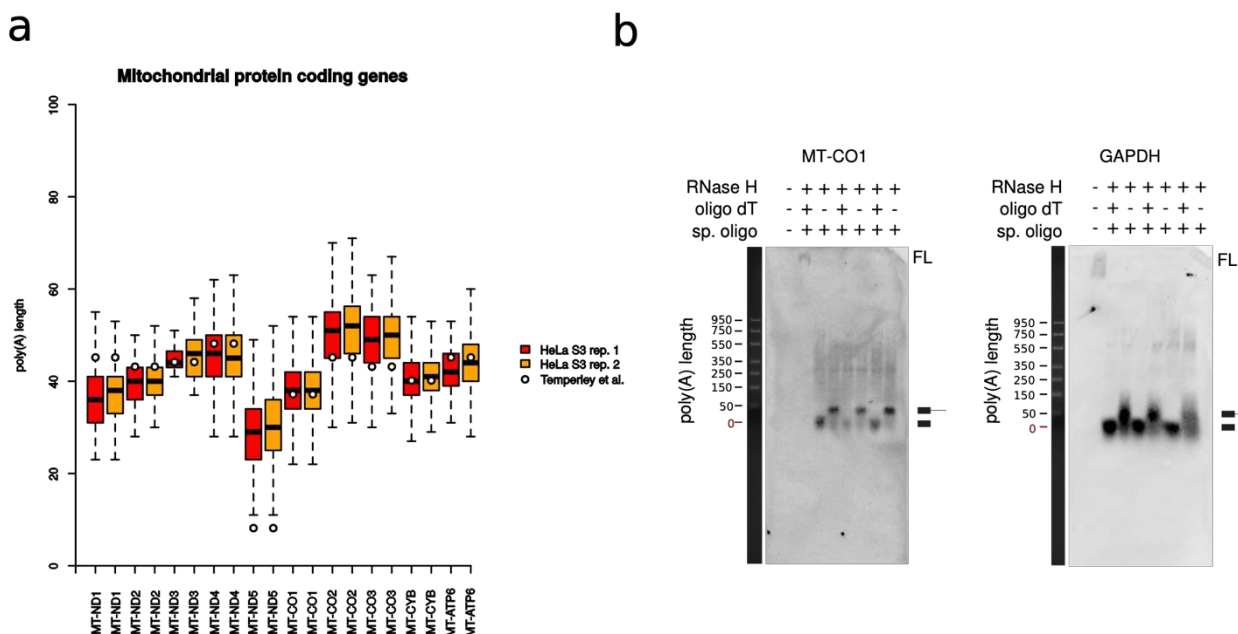 a
Mitochondrial protein coding genes
100
80
60
40
20
0
poly(A) length
MT-ND1
MT-ND1
MT-ND2
MT-ND2
MT-ND3
MT-ND3
MT-ND4
MT-ND4
MT-ND5
MT-ND5
MT-CO1
MT-CO1
MT-CO2
MT-CO2
MT-CO3
MT-CO3
MT-CYB
MT-CYB
MT-ATP6
MT-ATP6
HeLa S3 rep. 1
HeLa S3 rep. 2
Temperley et al.
b
MT-CO1
RNase H - + + + + + +
oligo dT + - + - + -
sp. oligo - + + + + + +
FL
poly(A) length
950
750
550
350
250
150
50
0
GAPDH
RNase H - + + + + + +
oligo dT + - + - + -
sp. oligo - + + + + + +
FL
poly(A) length
950
750
550
350
250
150
50
0